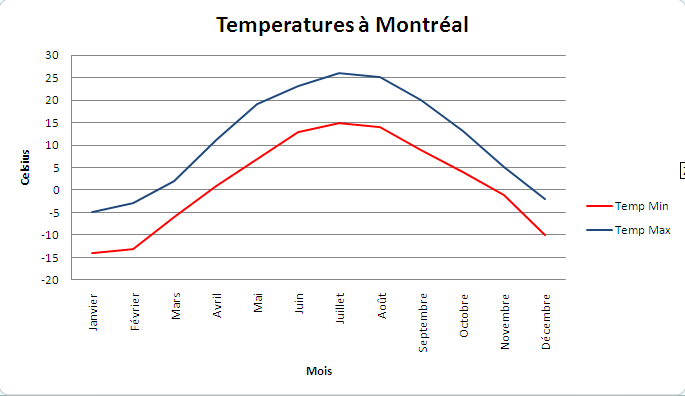 Temperatures à Montréal
30
25
20
15
10
5
0
-5
-10
-15
-20
Celsius
Janvier
Février
Mars
Avril
Mai
Juin
Juillet
Août
Septembre
Octobre
Novembre
Décembre
Mois
Temp Min
Temp Max